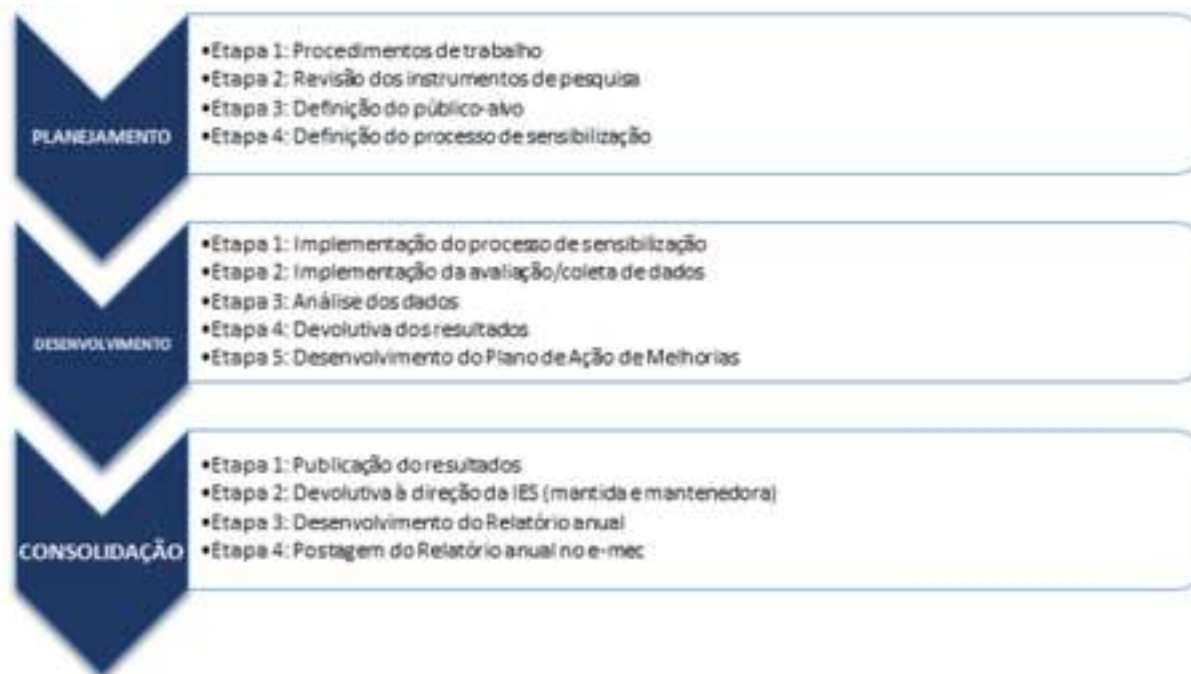 PLANEJAMENTO
•Etapa 1: Procedimentos de trabalho
•Etapa 2: Revisão dos instrumentos de pesquisa
•Etapa 3: Definição do público-alvo
•Etapa 4: Definição do processo de sensibilização
DESENVOLVIMENTO
•Etapa 1: Implementação do processo de sensibilização
•Etapa 2: Implementação da avaliação/coleta de dados
•Etapa 3: Análise dos dados
•Etapa 4: Devolutiva dos resultados
•Etapa 5: Desenvolvimento do Plano de Ação de Melhorias
CONSOLIDAÇÃO
•Etapa 1: Publicação do resultados
•Etapa 2: Devolutiva à direção da IES (mantida e mantenedora)
•Etapa 3: Desenvolvimento do Relatório anual
•Etapa 4: Postagem do Relatório anual no e-mec